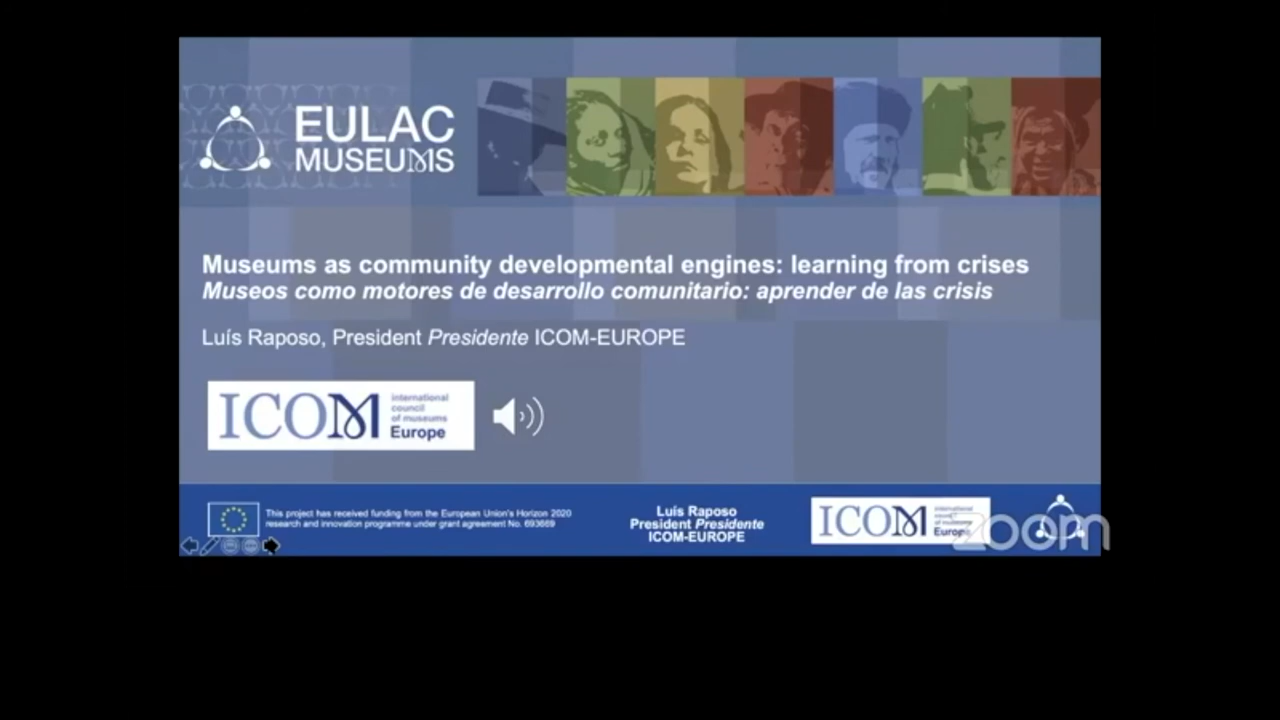 EULAC
MUSEUMS
Museums as community developmental engines: learning from crises
Museos como motores de desarrollo comunitario: aprender de las crisis
Luís Raposo, President Presidente ICOM-EUROPE
ICOM
international
council
of museums
Europe
This project has received funding from the European Union's Horizon 2020
research and innovation programme under grant agreement No. 693669
Luís Raposo
President Presidente
ICOM-EUROPE
ICOM
international
Europe
zoom